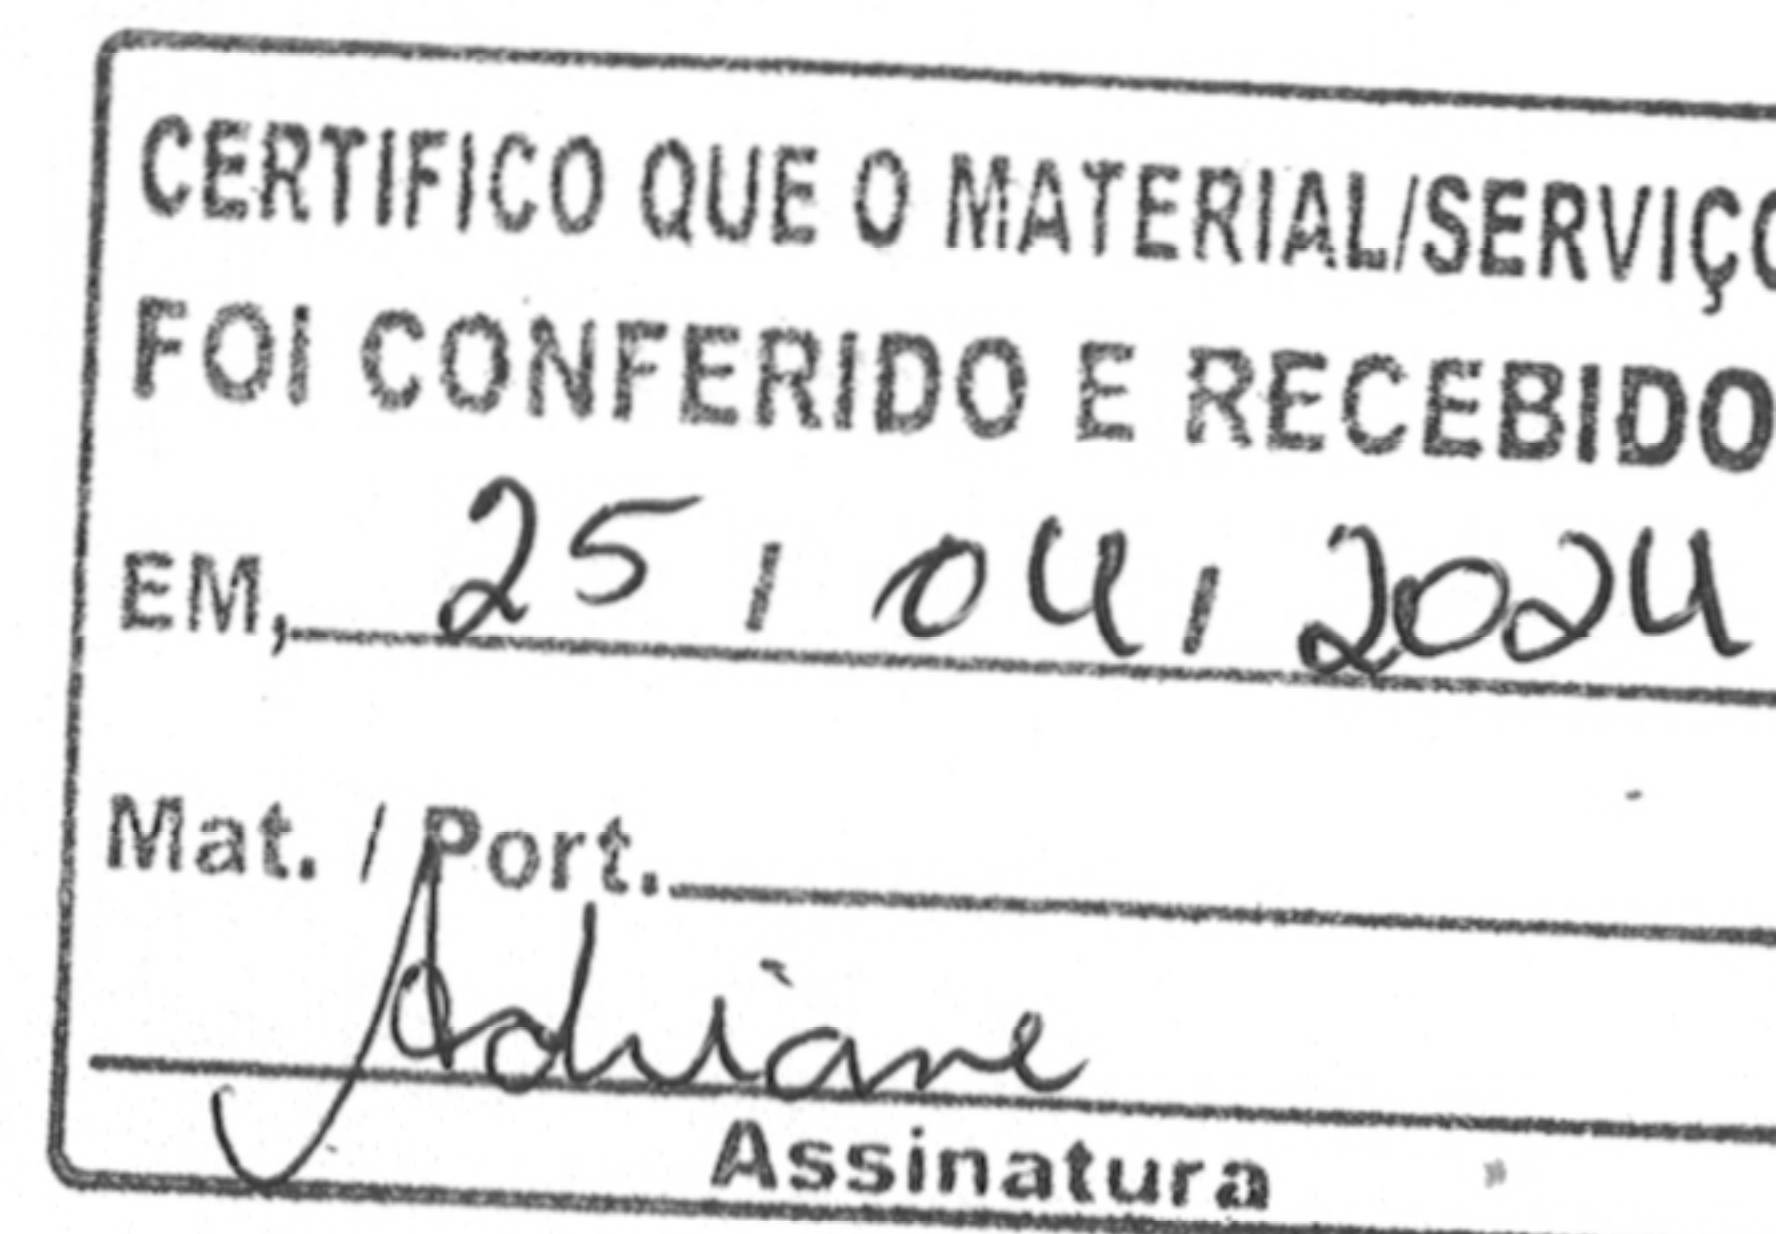 CERTIFICO QUE O MATERIAL/SERVIÇO
FOI CONFERIDO E RECEBIDO
EM, 25 / 04 / 2024
Mat. / Port.
Adriane
Assinatura